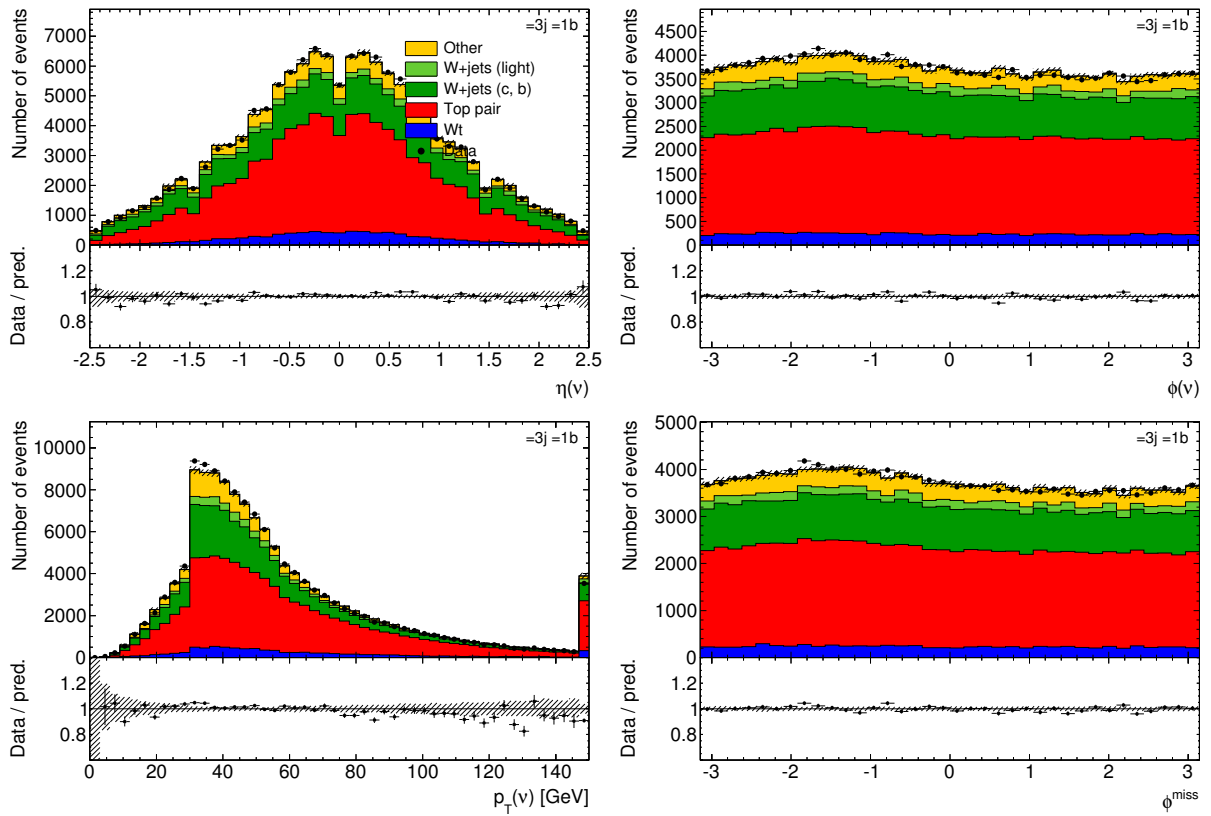 =3j =1b
Number of events
7000
6000
5000
4000
3000
2000
1000
0
Other
W+jets (light)
W+jets (c, b)
Top pair
Wt
Data / pred.
1.2
1
0.8
-2.5 -2 -1.5 -1 -0.5 0 0.5 1 1.5 2 2.5
η(ν)
=3j =1b
Number of events
4500
4000
3500
3000
2500
2000
1500
1000
500
0
Data / pred.
1.2
1
0.8
-3 -2 -1 0 1 2 3
ϕ(ν)
=3j =1b
Number of events
10000
8000
6000
4000
2000
0
Data / pred.
1.2
1
0.8
0 20 40 60 80 100 120 140
p_T(ν) [GeV]
=3j =1b
Number of events
5000
4000
3000
2000
1000
0
Data / pred.
1.2
1
0.8
-3 -2 -1 0 1 2 3
ϕ^miss